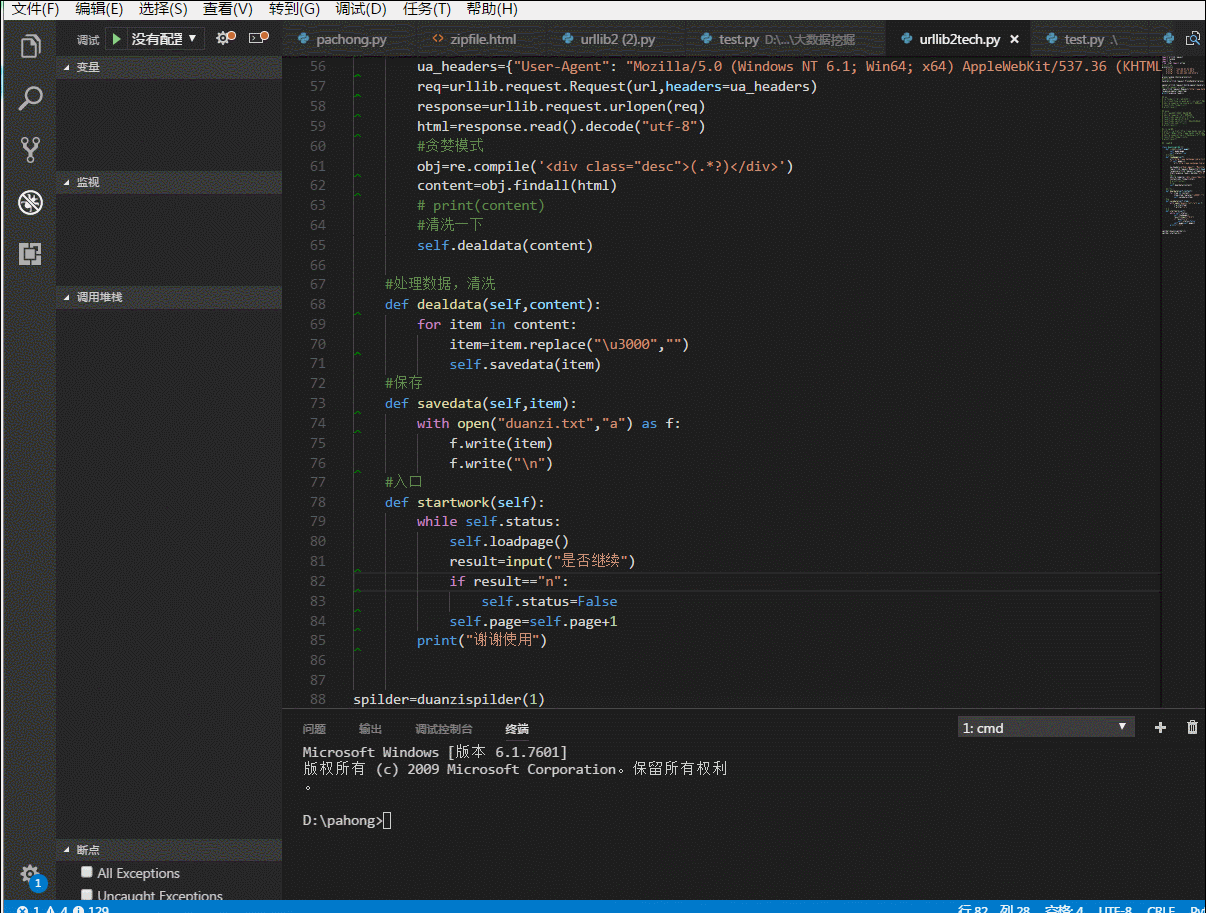 文件(F) 编辑(E) 选择(S) 查看(V) 转到(G) 调试(D) 任务(T) 帮助(H)
调试 没有配置 pachong.py zipfile.html urllib2 (2).py test.py D:\...\大数据挖掘 urllib2tech.py × test.py .\
变量
监视
调用堆栈
断点
All Exceptions
Uncaught Exceptions
56 ua_headers={"User-Agent": "Mozilla/5.0 (Windows NT 6.1; Win64; x64) AppleWebKit/537.36 (KHTML
57 req=urllib.request.Request(url,headers=ua_headers)
58 response=urllib.request.urlopen(req)
59 html=response.read().decode("utf-8")
60 #贪婪模式
61 obj=re.compile('<div class="desc">(.*?)</div>')
62 content=obj.findall(html)
63 # print(content)
64 #清洗一下
65 self.dealdata(content)
66
67 #处理数据，清洗
68 def dealdata(self,content):
69 for item in content:
70 item=item.replace("\u3000","")
71 self.savedata(item)
72 #保存
73 def savedata(self,item):
74 with open("duanzi.txt","a") as f:
75 f.write(item)
76 f.write("\n")
77 #入口
78 def startwork(self):
79 while self.status:
80 self.loadpage()
81 result=input("是否继续")
82 if result=="n":
83 self.status=False
84 self.page=self.page+1
85 print("谢谢使用")
86
87
88 spilder=duanzispilder(1)
问题 输出 调试控制台 终端 1: cmd
Microsoft Windows [版本 6.1.7601]
版权所有 (c) 2009 Microsoft Corporation。保留所有权利
。
D:\pahong>
1
1 4 129 行 82，列 28 空格: 4 UTF-8 CRLF Py